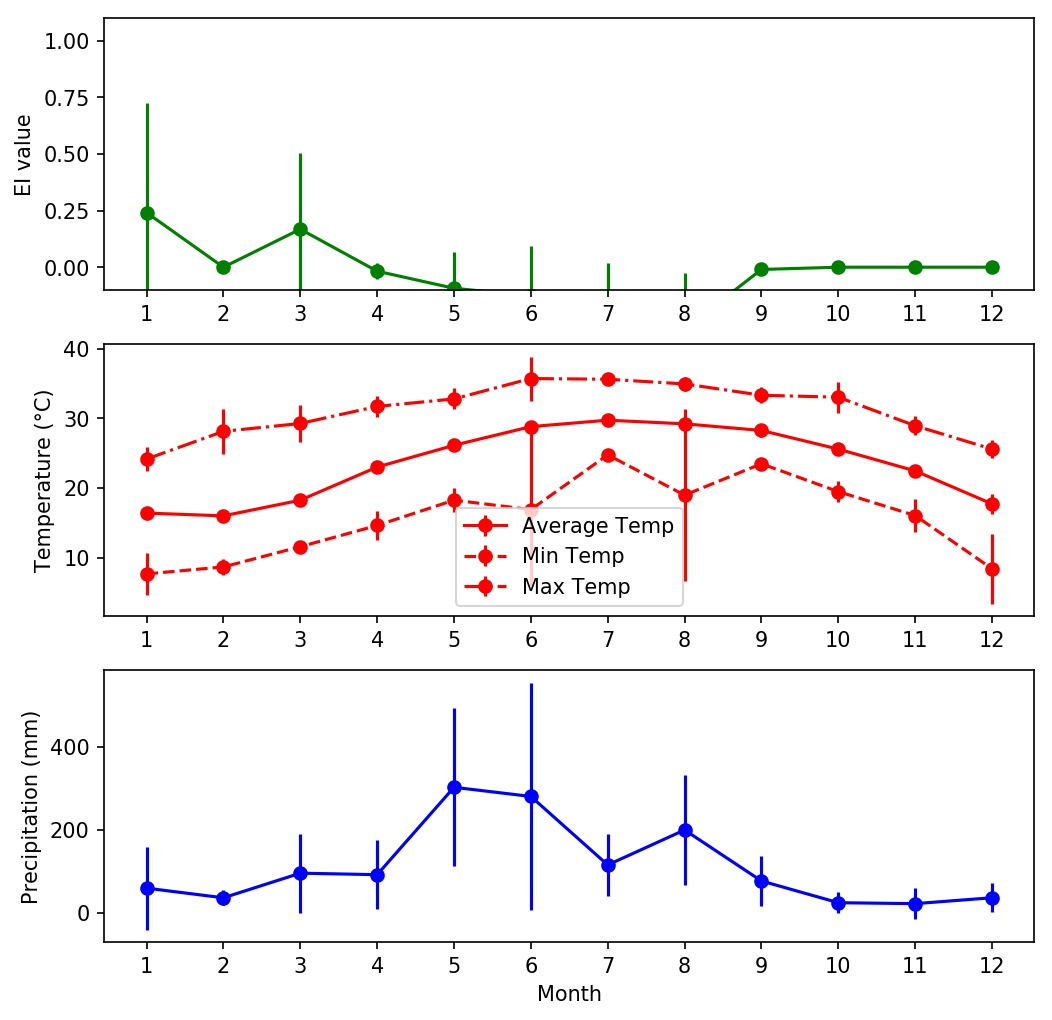 1.00
0.75
0.50
0.25
0.00
EI value
1 2 3 4 5 6 7 8 9 10 11 12
40
30
20
10
Temperature (°C)
Average Temp
Min Temp
Max Temp
1 2 3 4 5 6 7 8 9 10 11 12
400
200
0
Precipitation (mm)
1 2 3 4 5 6 7 8 9 10 11 12
Month